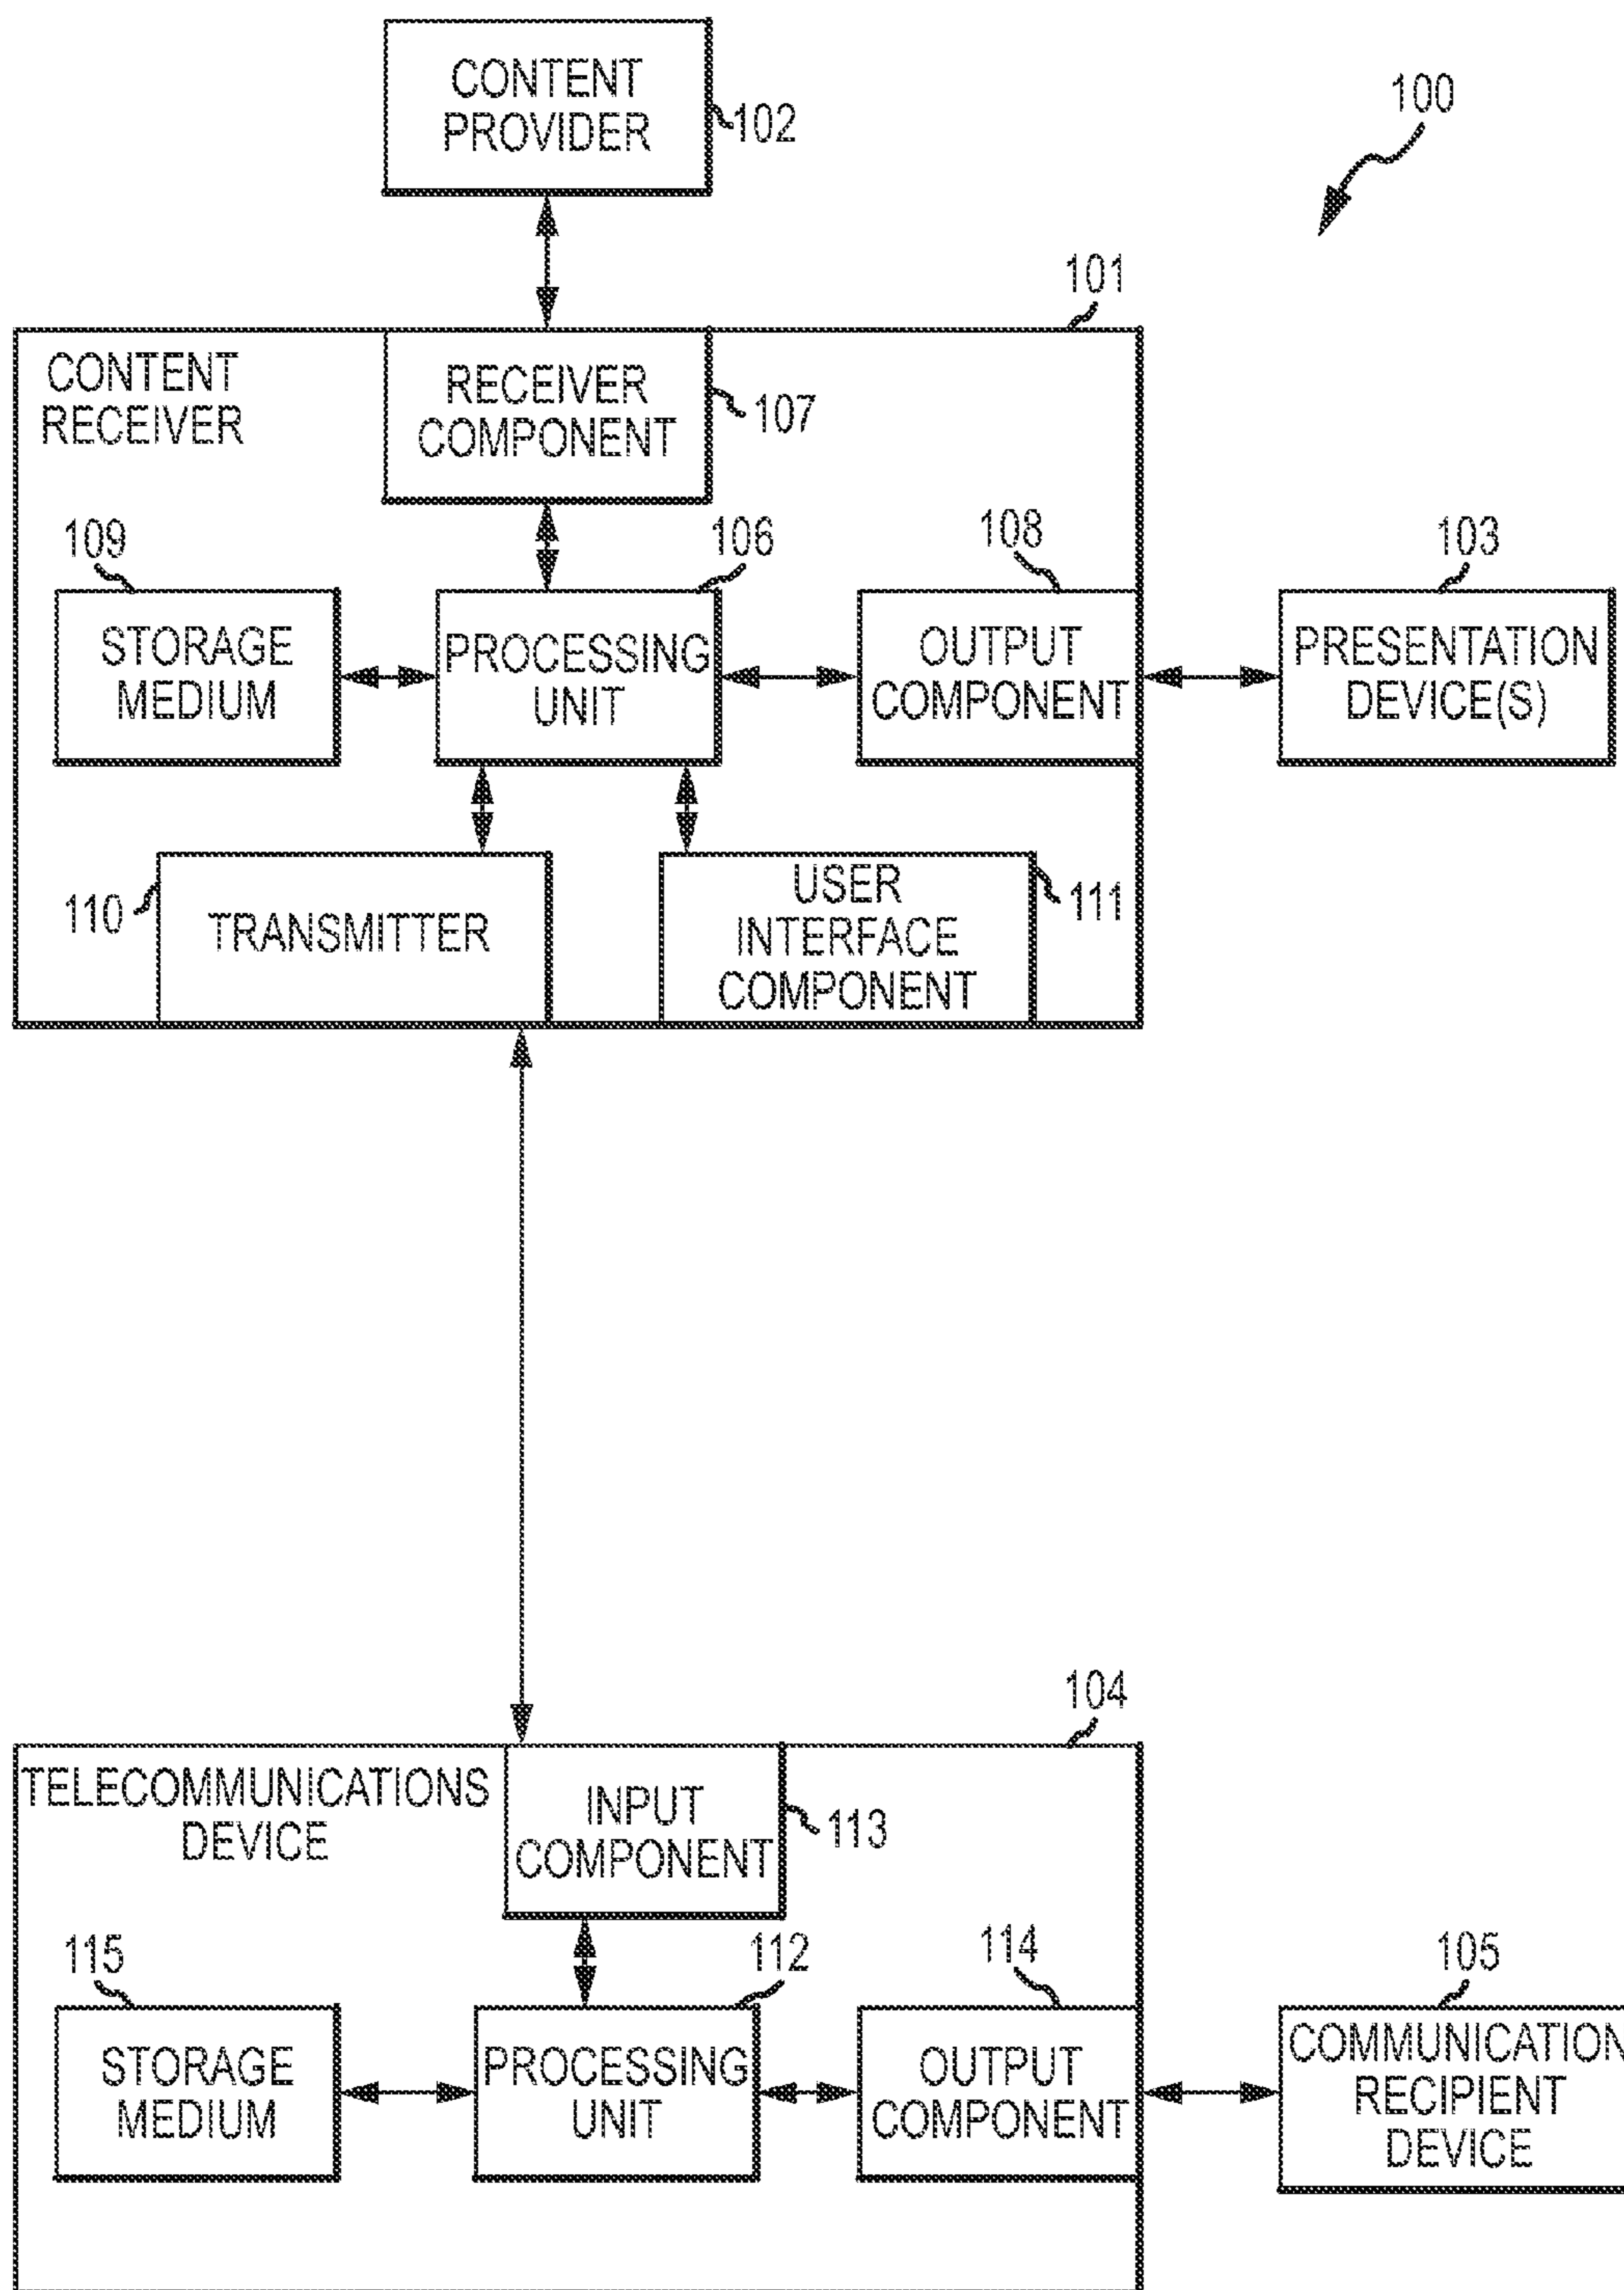 CONTENT
PROVIDER
102
100
101
CONTENT
RECEIVER
RECEIVER
COMPONENT
107
109
106
108
103
STORAGE
MEDIUM
PROCESSING
UNIT
OUTPUT
COMPONENT
PRESENTATION
DEVICE(S)
110
TRANSMITTER
USER
INTERFACE
COMPONENT
111
104
TELECOMMUNICATIONS
DEVICE
INPUT
COMPONENT
113
115
112
114
105
STORAGE
MEDIUM
PROCESSING
UNIT
OUTPUT
COMPONENT
COMMUNICATION
RECIPIENT
DEVICE